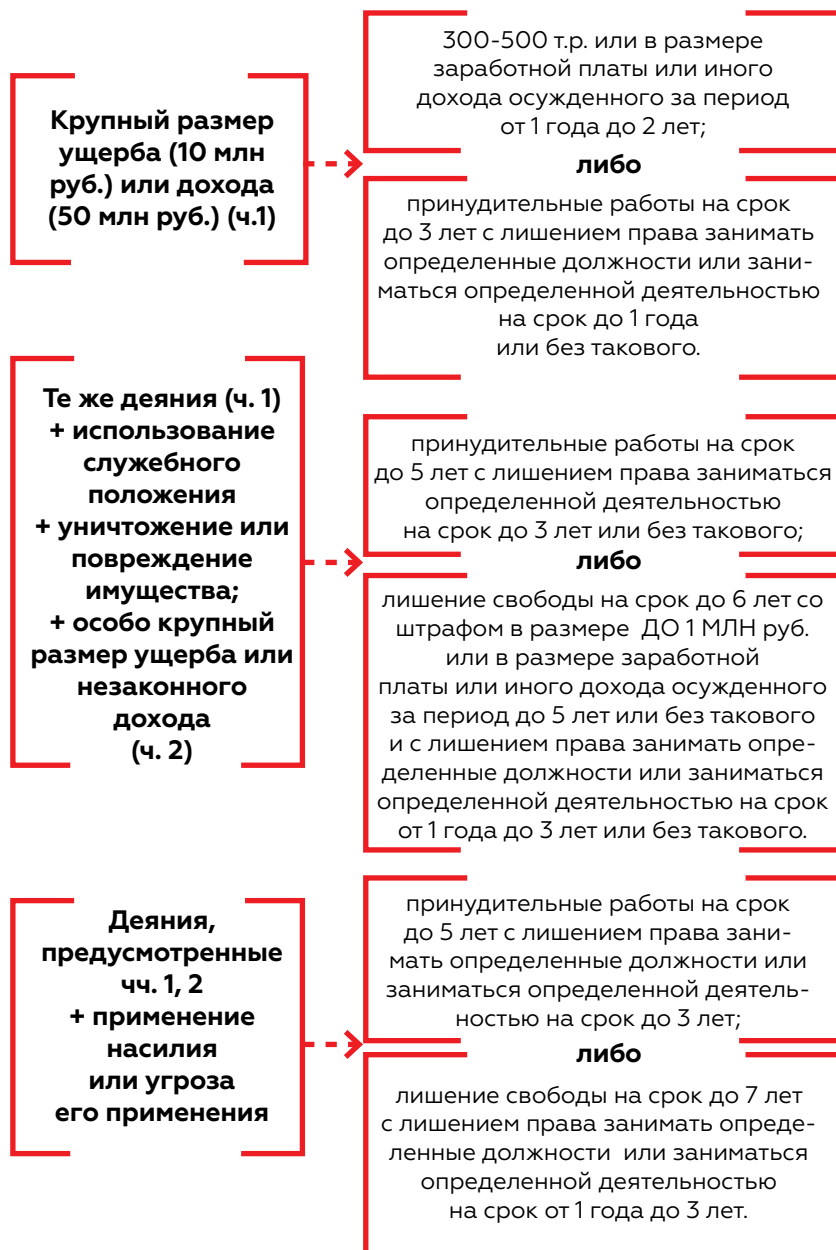 Крупный размер
ущерба (10 млн
руб.) или дохода
(50 млн руб.) (ч.1)
300-500 т.р. или в размере
заработной платы или иного
дохода осужденного за период
от 1 года до 2 лет;
либо
принудительные работы на срок
до 3 лет с лишением права занимать
определенные должности или зани-
маться определенной деятельностью
на срок до 1 года
или без такового.
Те же деяния (ч. 1)
+ использование
служебного
положения
+ уничтожение или
повреждение
имущества;
+ особо крупный
размер ущерба или
незаконного
дохода
(ч. 2)
принудительные работы на срок
до 5 лет с лишением права заниматься
определенной деятельностью
на срок до 3 лет или без такового;
либо
лишение свободы на срок до 6 лет со
штрафом в размере ДО 1 МЛН руб.
или в размере заработной
платы или иного дохода осужденного
за период до 5 лет или без такового
и с лишением права занимать опре-
деленные должности или заниматься
определенной деятельностью на срок
от 1 года до 3 лет или без такового.
Деяния,
предусмотренные
чч. 1, 2
+ применение
насилия
или угроза
его применения
принудительные работы на срок
до 5 лет с лишением права зани-
мать определенные должности или
заниматься определенной деятель-
ностью на срок до 3 лет;
либо
лишение свободы на срок до 7 лет
с лишением права занимать опреде-
ленные должности или заниматься
определенной деятельностью
на срок от 1 года до 3 лет.